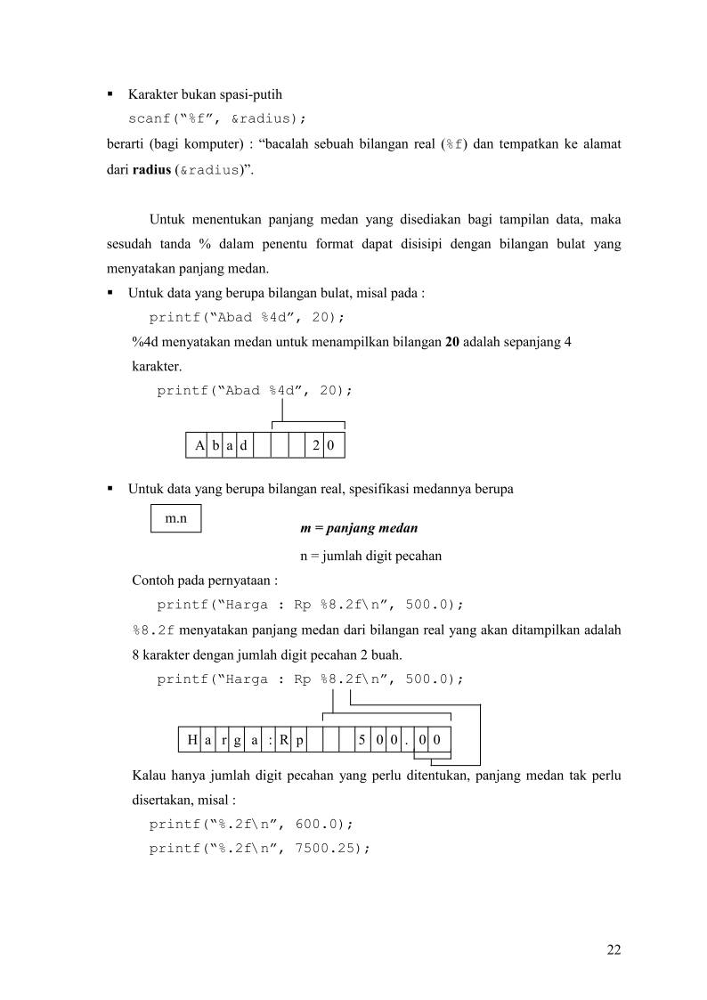 ▪ Karakter bukan spasi-putih
scanf(“%f”, &radius);
berarti (bagi komputer) : “bacalah sebuah bilangan real (%f) dan tempatkan ke alamat
dari radius (&radius)”.
Untuk menentukan panjang medan yang disediakan bagi tampilan data, maka
sesudah tanda % dalam penentu format dapat disisipi dengan bilangan bulat yang
menyatakan panjang medan.
▪ Untuk data yang berupa bilangan bulat, misal pada :
printf(“Abad %4d”, 20);
%4d menyatakan medan untuk menampilkan bilangan 20 adalah sepanjang 4
karakter.
printf(“Abad %4d”, 20);
A b a d 2 0
▪ Untuk data yang berupa bilangan real, spesifikasi medannya berupa
m.n
m = panjang medan
n = jumlah digit pecahan
Contoh pada pernyataan :
printf(“Harga : Rp %8.2f\n”, 500.0);
%8.2f menyatakan panjang medan dari bilangan real yang akan ditampilkan adalah
8 karakter dengan jumlah digit pecahan 2 buah.
printf(“Harga : Rp %8.2f\n”, 500.0);
H a r g a : R p 5 0 0 . 0 0
Kalau hanya jumlah digit pecahan yang perlu ditentukan, panjang medan tak perlu
disertakan, misal :
printf(“%.2f\n”, 600.0);
printf(“%.2f\n”, 7500.25);
22